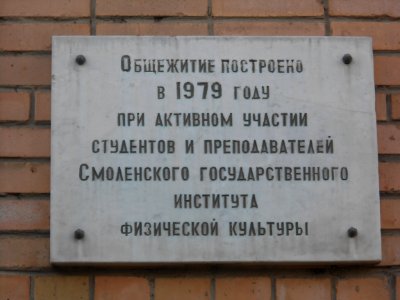 Общежитие построено
в 1979 году
при активном участии
студентов и преподавателей
Смоленского государственного
института
физической культуры